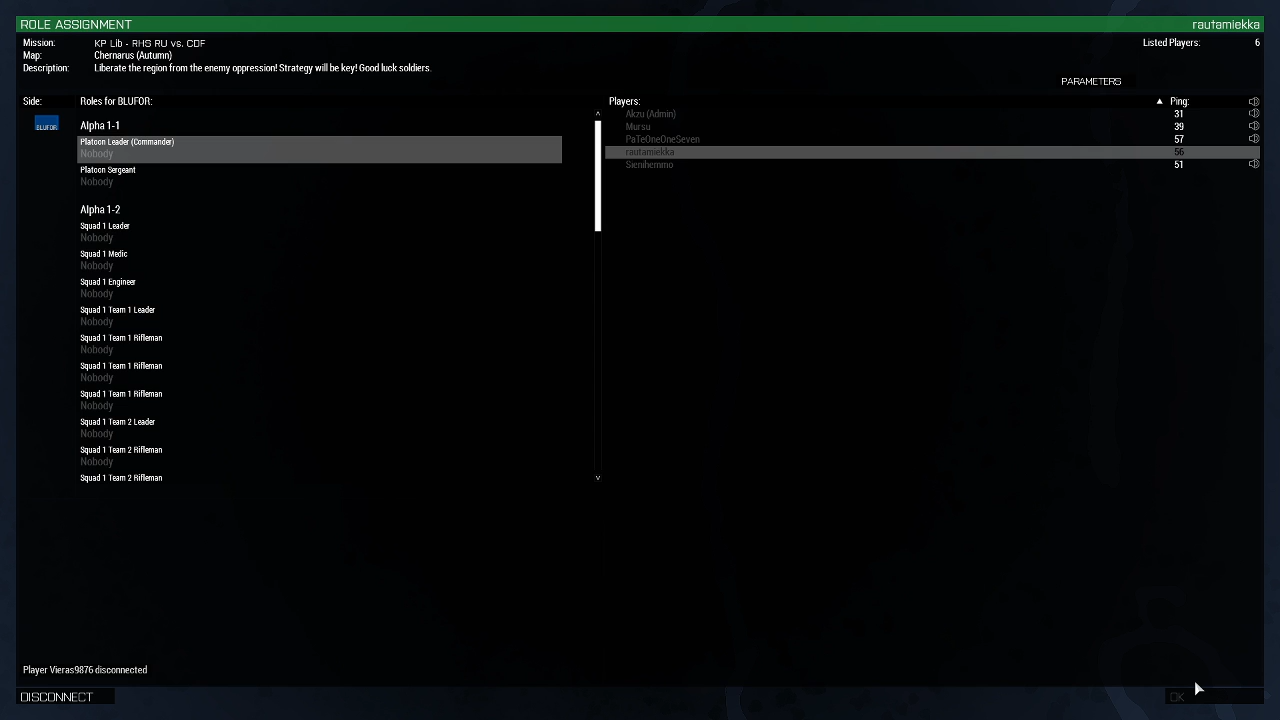 ROLE ASSIGNMENT rautamiekka
Mission: KP Lib - RHS RU vs. CDF Listed Players: 6
Map: Chernarus (Autumn)
Description: Liberate the region from the enemy oppression! Strategy will be key! Good luck soldiers.
PARAMETERS
Side: Roles for BLUFOR: Players: Ping:
BLUFOR
Alpha 1-1
Platoon Leader (Commander)
Nobody
Platoon Sergeant
Nobody
Alpha 1-2
Squad 1 Leader
Nobody
Squad 1 Medic
Nobody
Squad 1 Engineer
Nobody
Squad 1 Team 1 Leader
Nobody
Squad 1 Team 1 Rifleman
Nobody
Squad 1 Team 1 Rifleman
Nobody
Squad 1 Team 1 Rifleman
Nobody
Squad 1 Team 2 Leader
Nobody
Squad 1 Team 2 Rifleman
Nobody
Squad 1 Team 2 Rifleman
Akzu (Admin) 31
Mursu 39
PaTeOneOneSeven 57
rautamiekka 56
Sienihemmo 51
Player Vieras9876 disconnected
DISCONNECT OK